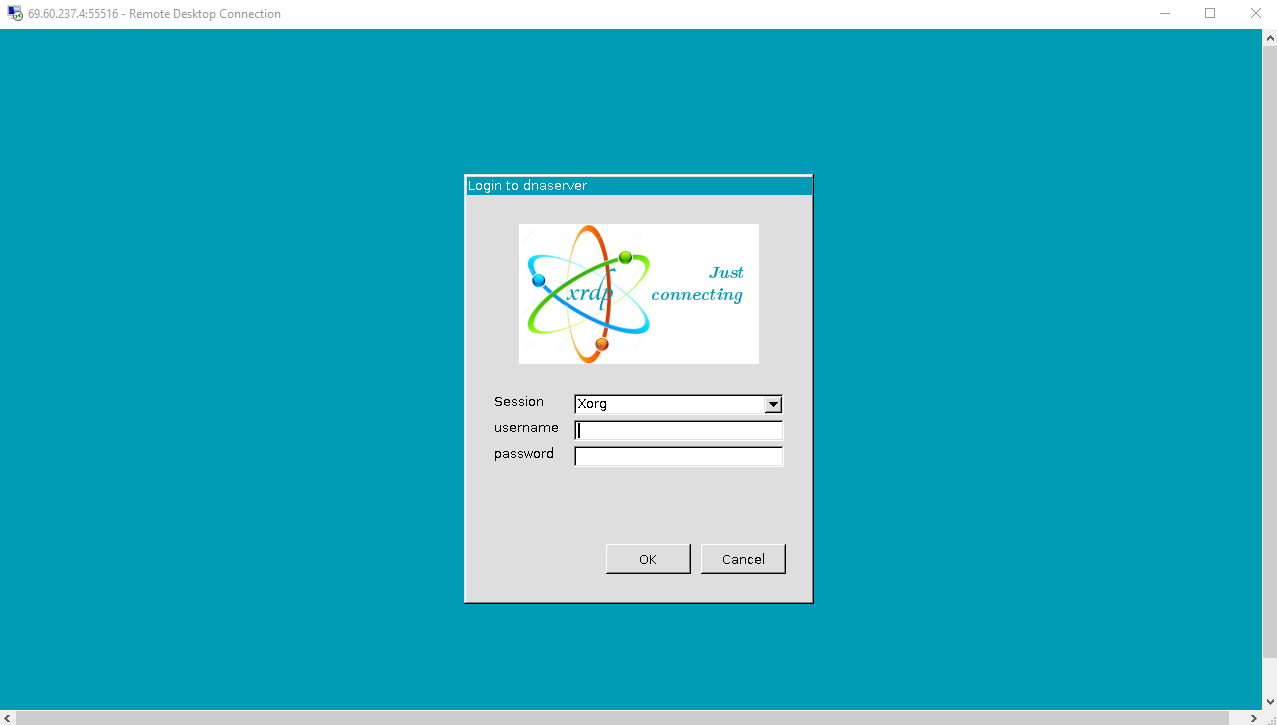 69.60.237.4:55516 - Remote Desktop Connection
Login to dnaserver
xrdp
Just
connecting
Session
Xorg
username
password
OK
Cancel